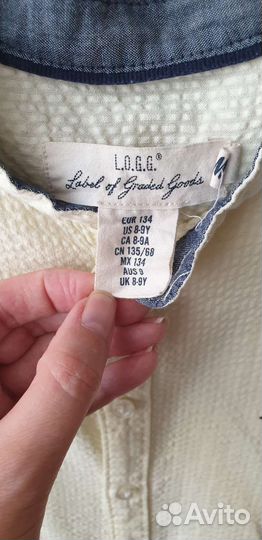 L.O.G.G.®
Label of Graded Goods
EUR 134
US 8-9Y
CA 8-9A
CN 135/68
MX 134
AUS 9
UK 8-9Y
Avito